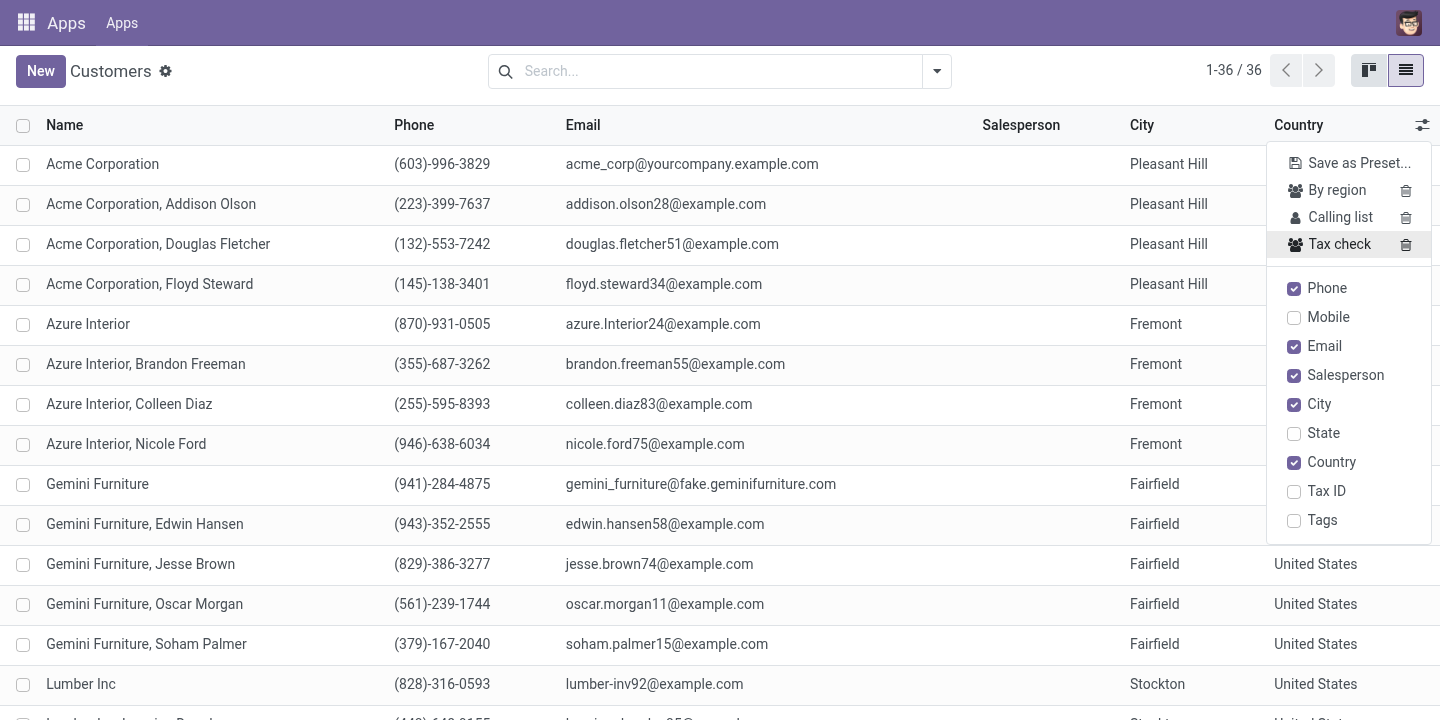 Apps Apps
New Customers Search... 1-36 / 36
Name Phone Email Salesperson City Country
Acme Corporation (603)-996-3829 acme_corp@yourcompany.example.com Pleasant Hill
Acme Corporation, Addison Olson (223)-399-7637 addison.olson28@example.com Pleasant Hill
Acme Corporation, Douglas Fletcher (132)-553-7242 douglas.fletcher51@example.com Pleasant Hill
Acme Corporation, Floyd Steward (145)-138-3401 floyd.steward34@example.com Pleasant Hill
Azure Interior (870)-931-0505 azure.Interior24@example.com Fremont
Azure Interior, Brandon Freeman (355)-687-3262 brandon.freeman55@example.com Fremont
Azure Interior, Colleen Diaz (255)-595-8393 colleen.diaz83@example.com Fremont
Azure Interior, Nicole Ford (946)-638-6034 nicole.ford75@example.com Fremont
Gemini Furniture (941)-284-4875 gemini_furniture@fake.geminifurniture.com Fairfield
Gemini Furniture, Edwin Hansen (943)-352-2555 edwin.hansen58@example.com Fairfield
Gemini Furniture, Jesse Brown (829)-386-3277 jesse.brown74@example.com Fairfield United States
Gemini Furniture, Oscar Morgan (561)-239-1744 oscar.morgan11@example.com Fairfield United States
Gemini Furniture, Soham Palmer (379)-167-2040 soham.palmer15@example.com Fairfield United States
Lumber Inc (828)-316-0593 lumber-inv92@example.com Stockton United States
Save as Preset...
By region
Calling list
Tax check
Phone
Mobile
Email
Salesperson
City
State
Country
Tax ID
Tags